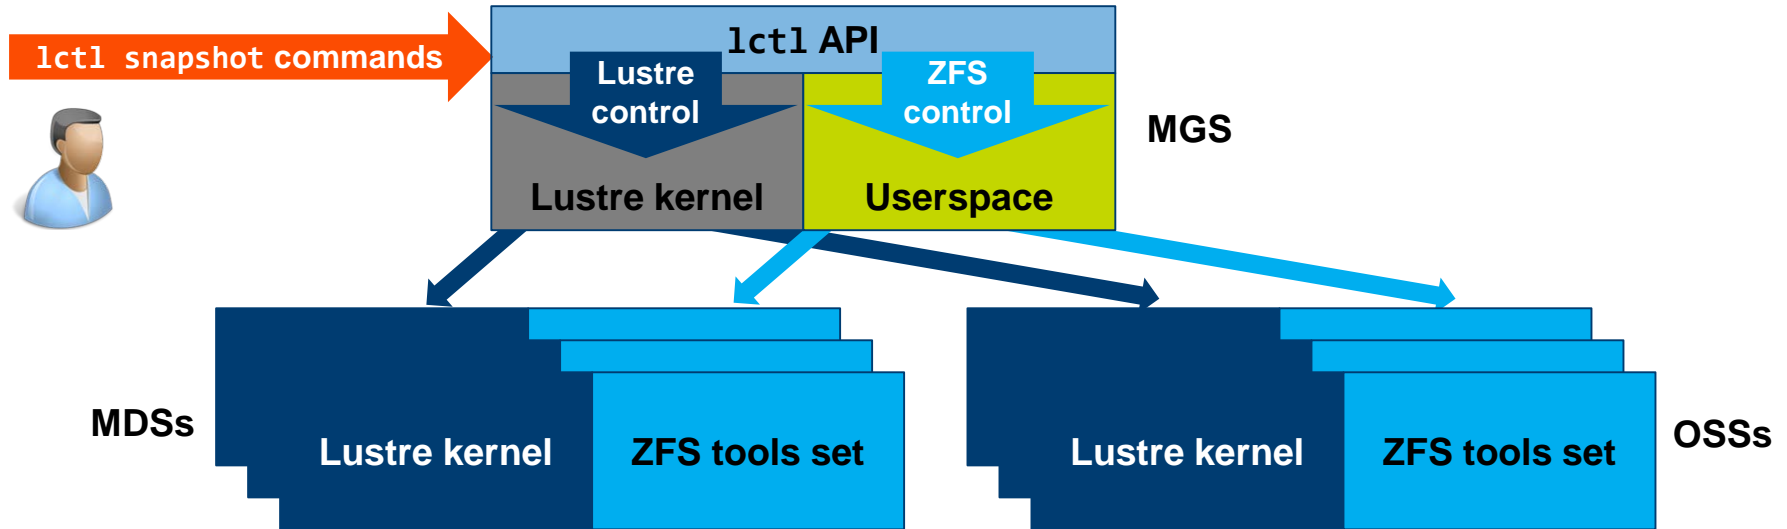 lctl API
lctl snapshot commands
Lustre
control
ZFS
control
MGS
Lustre kernel
Userspace
MDSs
Lustre kernel
ZFS tools set
Lustre kernel
ZFS tools set
OSSs